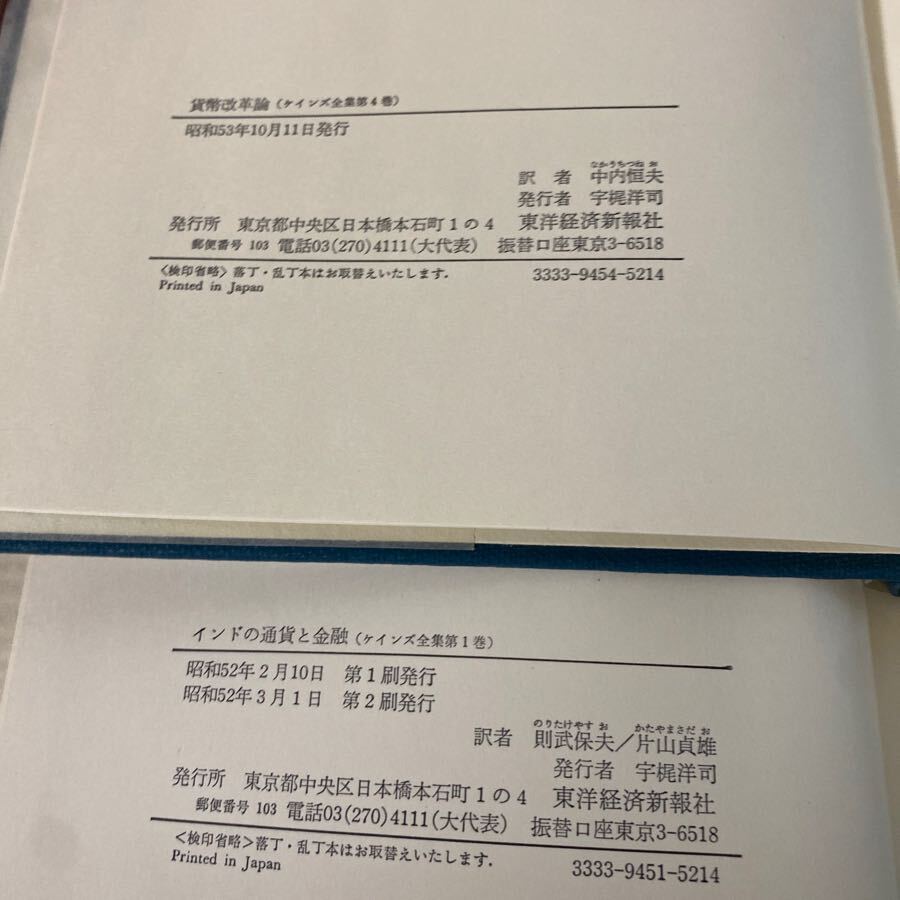 貨幣改革論（ケインズ全集第4巻）
昭和53年10月11日発行
なかうちつねお
訳　者　中内恒夫
発行者　宇梶洋司
発行所　東京都中央区日本橋本石町1の4　東洋経済新報社
郵便番号 103　電話03(270)4111(大代表)　振替口座東京3-6518
〈検印省略〉落丁・乱丁本はお取替えいたします.　3333-9454-5214
Printed in Japan
インドの通貨と金融（ケインズ全集第1巻）
昭和52年2月10日　第1刷発行
昭和52年3月1日　第2刷発行
のりたけやすお　かたやまさだお
訳者　則武保夫／片山貞雄
発行者　宇梶洋司
発行所　東京都中央区日本橋本石町1の4　東洋経済新報社
郵便番号 103　電話03(270)4111(大代表)　振替口座東京3-6518
＜検印省略＞落丁・乱丁本はお取替えいたします.　3333-9451-5214
Printed in Japan